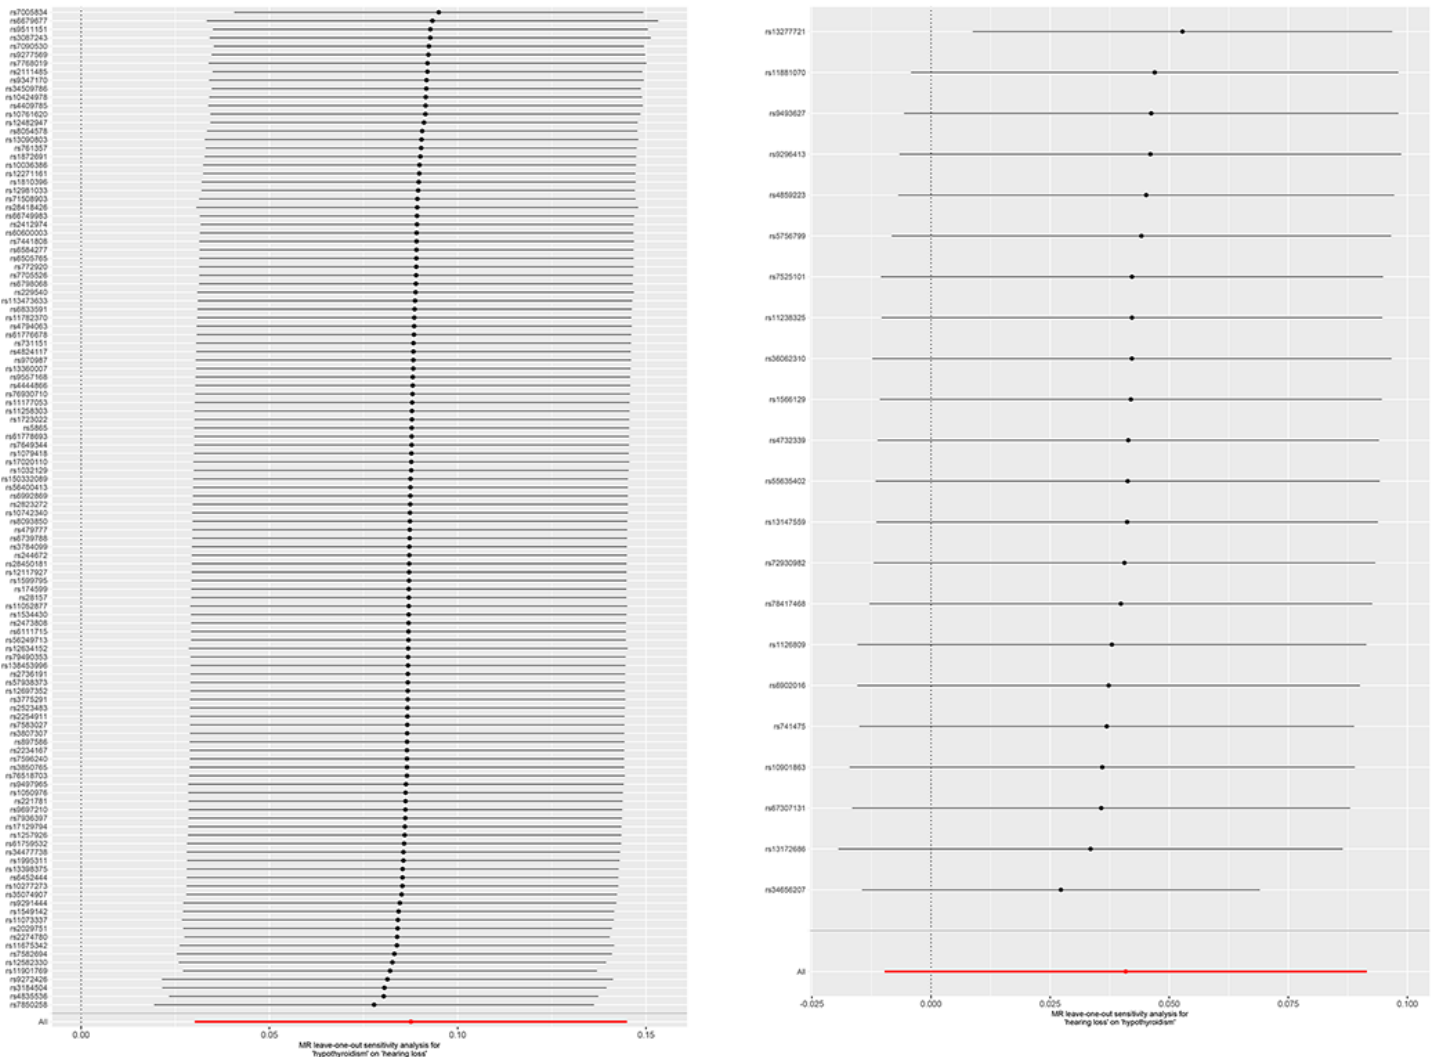 rs7005834
rs6679677
rs9511151
rs3087243
rs7090530
rs9277569
rs7768019
rs2111485
rs9347170
rs34509786
rs10424978
rs4409785
rs10761620
rs12482947
rs8054578
rs13090803
rs761357
rs1872691
rs10036386
rs12271161
rs1810396
rs12981033
rs71508903
rs28418426
rs66749983
rs2412974
rs60600003
rs7441808
rs6584277
rs6505765
rs772920
rs7705526
rs6798068
rs229540
rs113473633
rs6833591
rs11782370
rs4794063
rs61776678
rs731151
rs4824117
rs970987
rs13360007
rs9557168
rs4444866
rs76930710
rs11177053
rs11258303
rs1723022
rs5865
rs61778693
rs7649344
rs1079418
rs17020110
rs1032129
rs150332089
rs56400413
rs6992869
rs2823272
rs10742340
rs8093850
rs479777
rs6739788
rs3784099
rs244672
rs28450181
rs12117927
rs1599795
rs174599
rs28157
rs11052877
rs1534430
rs2473808
rs6111715
rs56249713
rs12634152
rs79490353
rs138453996
rs2736191
rs57938373
rs12697352
rs3775291
rs2523483
rs2254911
rs7583027
rs3807307
rs897586
rs2234167
rs7596240
rs3850765
rs76518703
rs9497965
rs1050976
rs221781
rs9697210
rs7936397
rs17129794
rs1257926
rs61759532
rs34477738
rs1995311
rs13398375
rs6452444
rs10277273
rs35074907
rs9291444
rs1549142
rs11073337
rs2029751
rs2274780
rs11675342
rs7582694
rs12582330
rs11901769
rs9272426
rs3184504
rs4835536
rs7850258
All
0.00 0.05 0.10 0.15
MR leave-one-out sensitivity analysis for
'hypothyroidism' on 'hearing loss'
rs13277721
rs11881070
rs9493627
rs9296413
rs4859223
rs5756799
rs7525101
rs11238325
rs36062310
rs1566129
rs4732339
rs55635402
rs13147559
rs72930982
rs78417468
rs1126809
rs6902016
rs741475
rs10901863
rs67307131
rs13172686
rs34656207
All
-0.025 0.000 0.025 0.050 0.075 0.100
MR leave-one-out sensitivity analysis for
'hearing loss' on 'hypothyroidism'